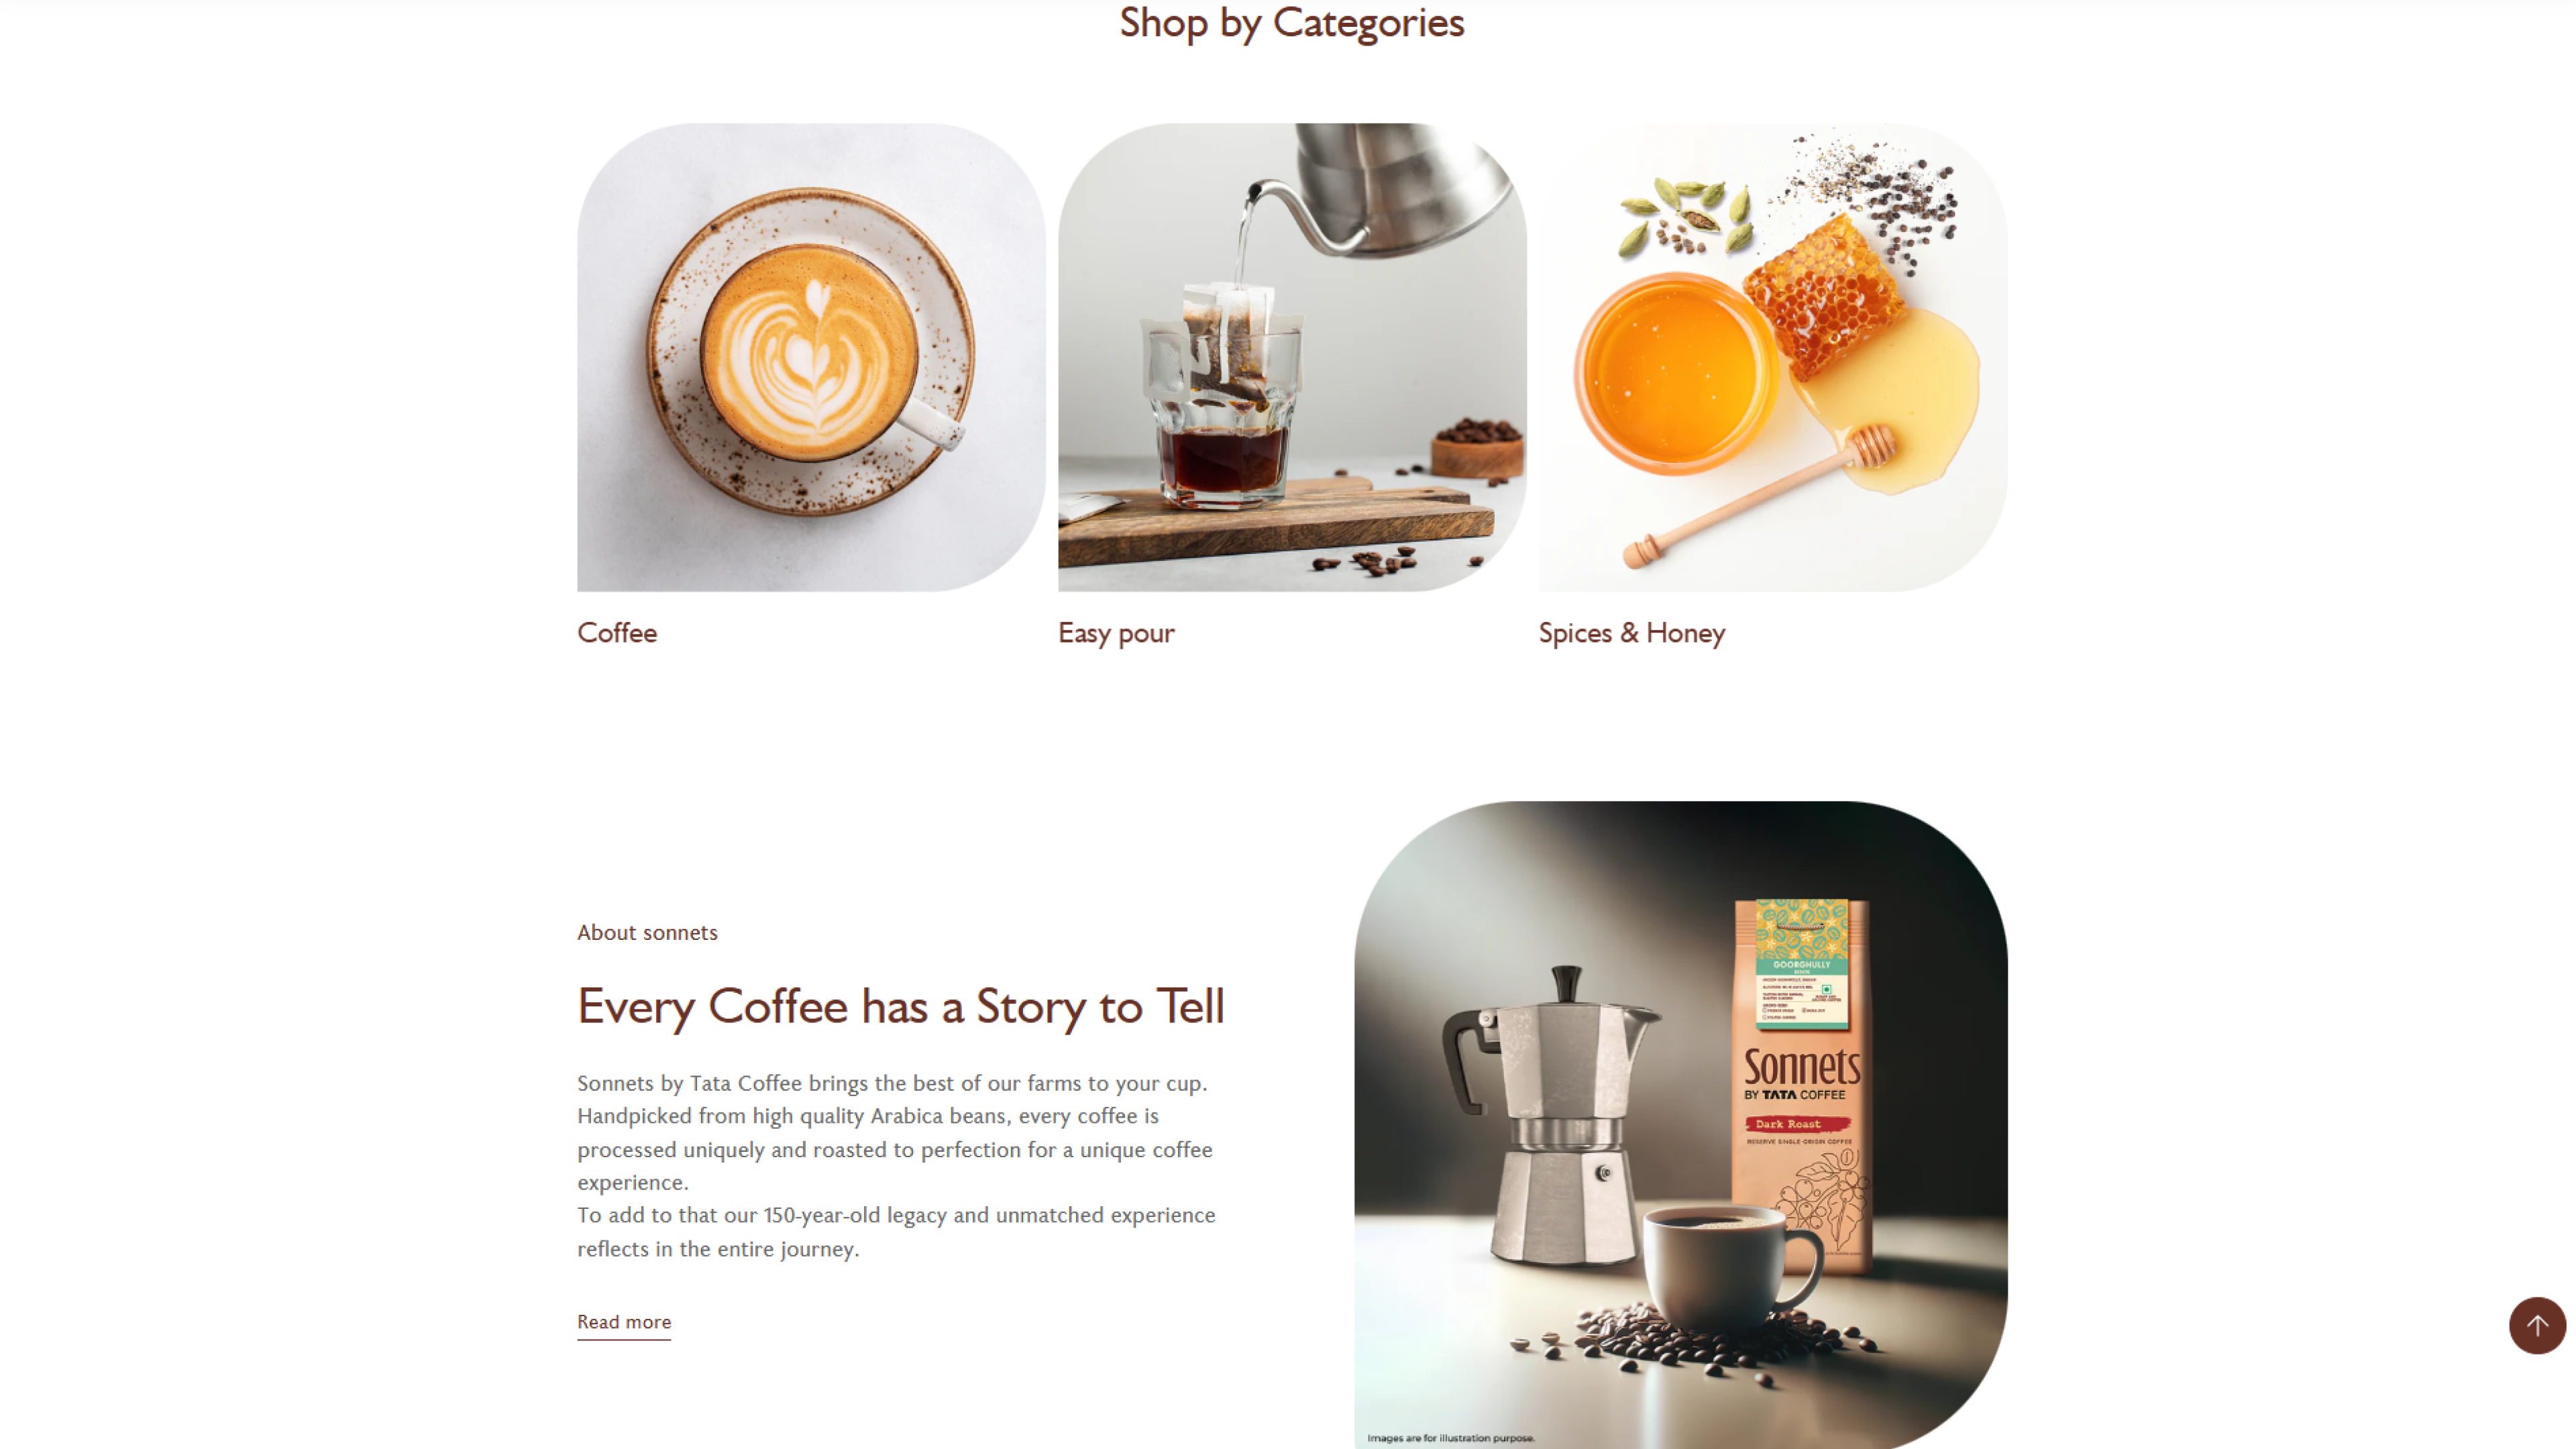 Shop by Categories
Coffee
Easy pour
Spices & Honey
About sonnets
Every Coffee has a Story to Tell
Sonnets by Tata Coffee brings the best of our farms to your cup.
Handpicked from high quality Arabica beans, every coffee is
processed uniquely and roasted to perfection for a unique coffee
experience.
To add to that our 150-year-old legacy and unmatched experience
reflects in the entire journey.
Read more
GOORGHULLY
Sonnets
BY TATA COFFEE
Dark Roast
RESERVE SINGLE-ORIGIN COFFEE
Images are for illustration purpose.